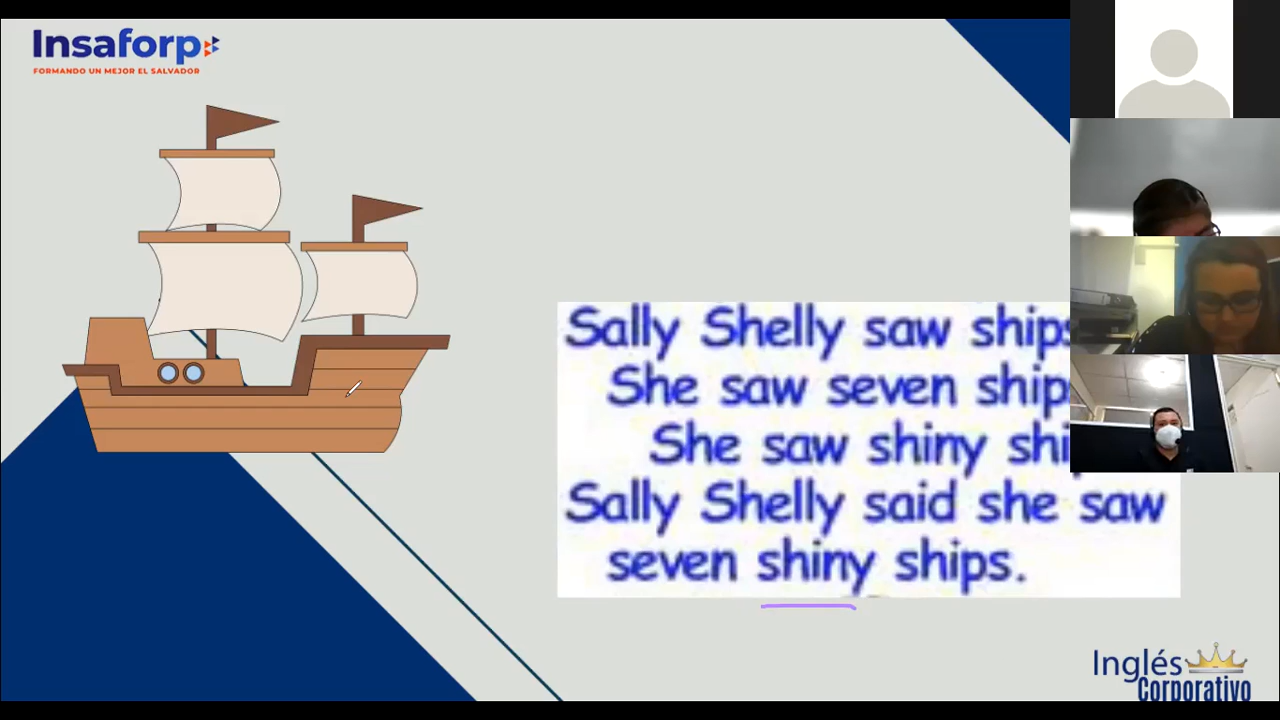 Insaforp
FORMANDO UN MEJOR EL SALVADOR
Sally Shelly saw ships
She saw seven ship
She saw shiny shi
Sally Shelly said she saw
seven shiny ships.
Inglés
Corporativo